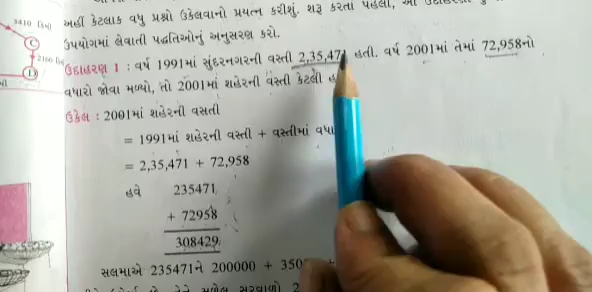 3410 કિમી
C
2160 કિ
D
અહીં કેટલાક વધુ પ્રશ્નો ઉકેલવાનો પ્રયત્ન કરીશું. શરૂ કરતાં પહેલાં, આ
ઉપયોગમાં લેવાતી પદ્ધતિઓનું અનુસરણ કરો.
ઉદાહરણ 1 : વર્ષ 1991માં સુંદરનગરની વસ્તી 2,35,471 હતી. વર્ષ 2001માં તેમાં 72,958નો
વધારો જોવા મળ્યો, તો 2001માં શહેરની વસ્તી કેટલી
ઉકેલ : 2001માં શહેરની વસતી
= 1991માં શહેરની વસ્તી + વસ્તીમાં
= 2,35,471 + 72,958
હવે 235471
+ 72958
308429
સલમાએ 235471ને 200000 + 350